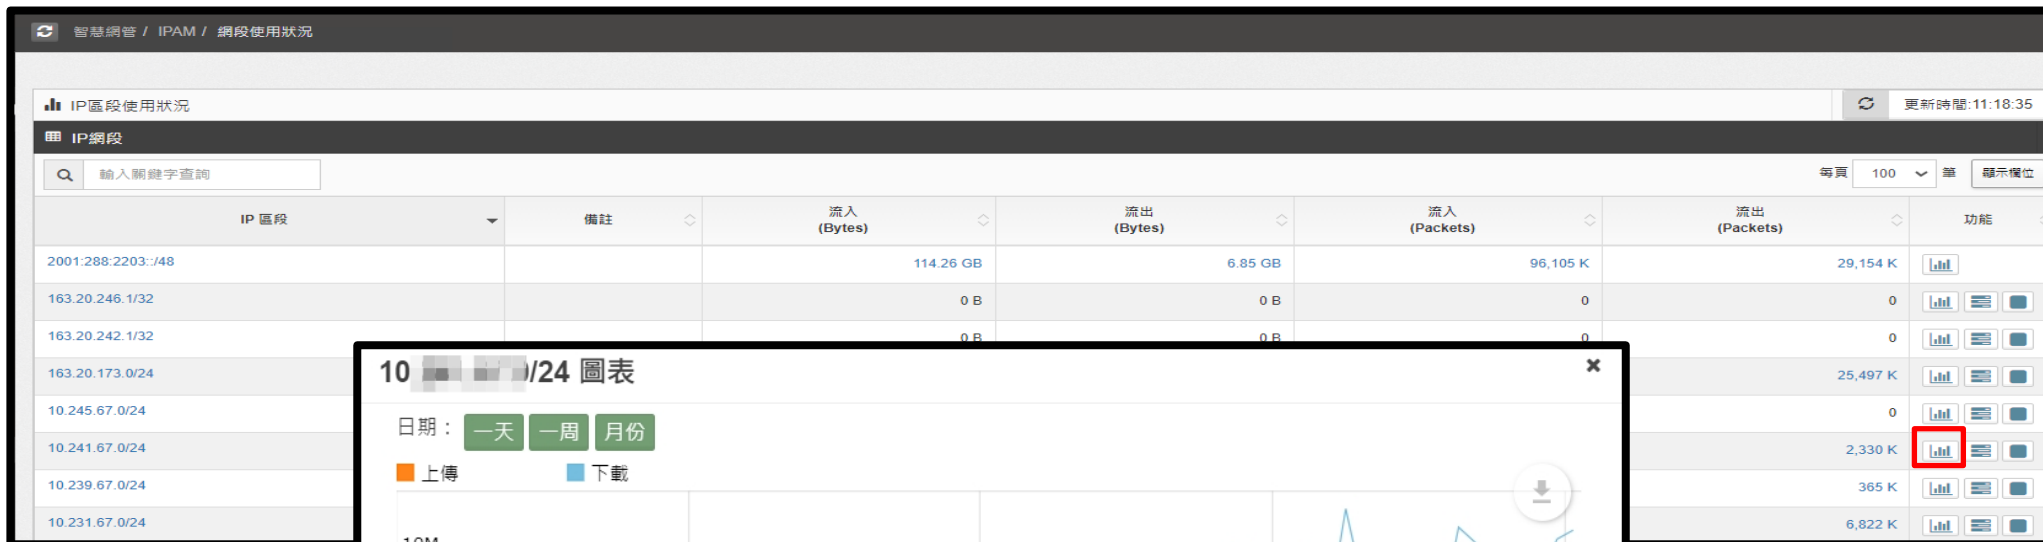 智慧網管 / IPAM / 網段使用狀況
IP區段使用狀況
更新時間:11:18:35
IP網段
輸入關鍵字查詢
每頁 100 筆 顯示欄位
IP 區段 備註 流入 (Bytes) 流出 (Bytes) 流入 (Packets) 流出 (Packets) 功能
2001:288:2203::/48 114.26 GB 6.85 GB 96,105 K 29,154 K
163.20.246.1/32 0 B 0 B 0 0
163.20.242.1/32 0 B 0 B 0 0
163.20.173.0/24 25,497 K
10.245.67.0/24 0
10.241.67.0/24 2,330 K
10.239.67.0/24 365 K
10.231.67.0/24 6,822 K
10 /24 圖表
日期： 一天 一周 月份
上傳 下載
10M